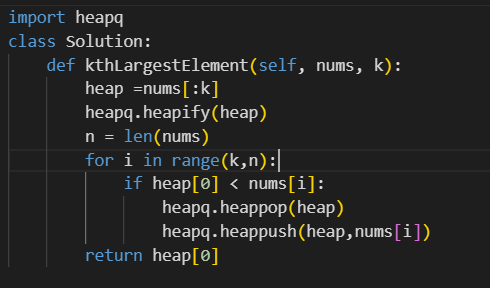 import heapq
class Solution:
    def kthLargestElement(self, nums, k):
        heap =nums[:k]
        heapq.heapify(heap)
        n = len(nums)
        for i in range(k,n):
            if heap[0] < nums[i]:
                heapq.heappop(heap)
                heapq.heappush(heap,nums[i])
        return heap[0]